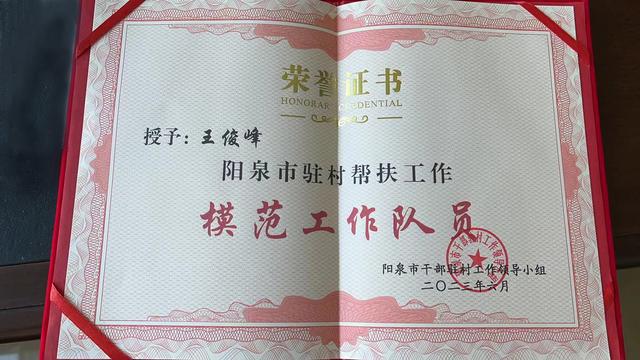 荣誉证书
HONORARY CREDENTIAL
授予：王俊峰
阳泉市驻村帮扶工作
模范工作队员
阳泉市干部驻村工作领导小组
二〇二三年六月